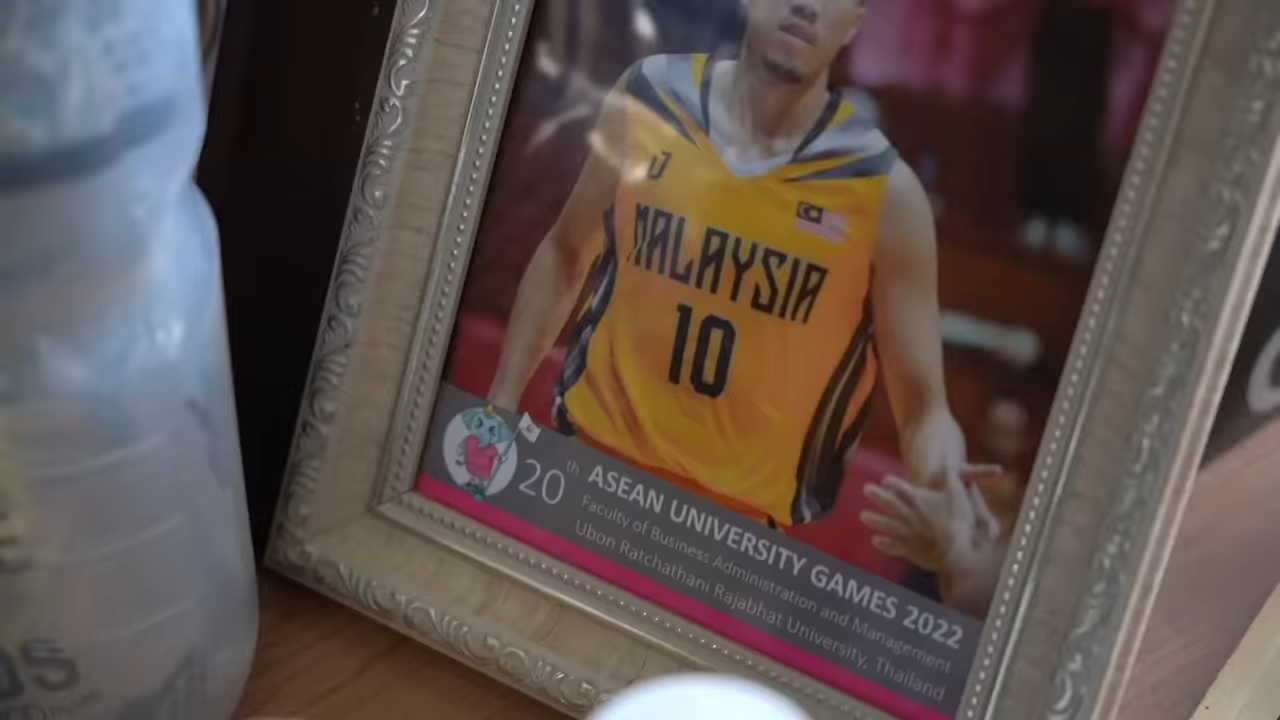 MALAYSIA
10
20th ASEAN UNIVERSITY GAMES 2022
Faculty of Business Administration and Management
Ubon Ratchathani Rajabhat University, Thailand